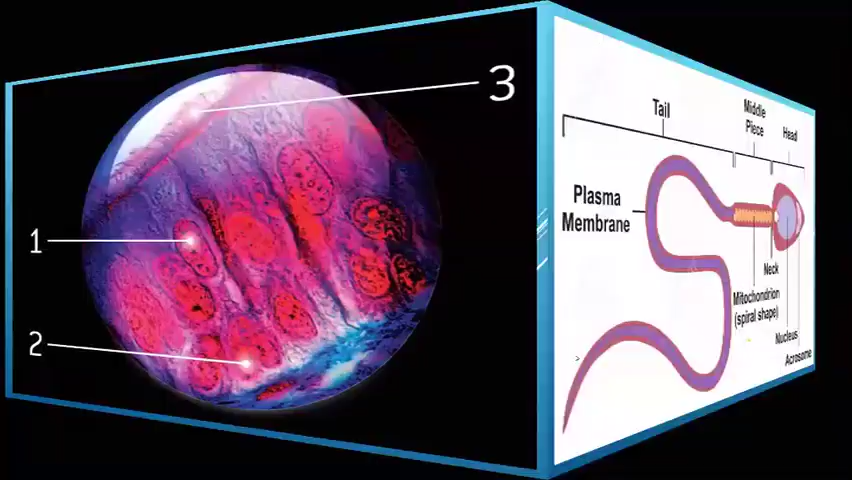 3
1
2
Tail
Middle
Piece
Head
Plasma
Membrane
Neck
Mitochondrion
(spiral shape)
Nucleus
Acrosome